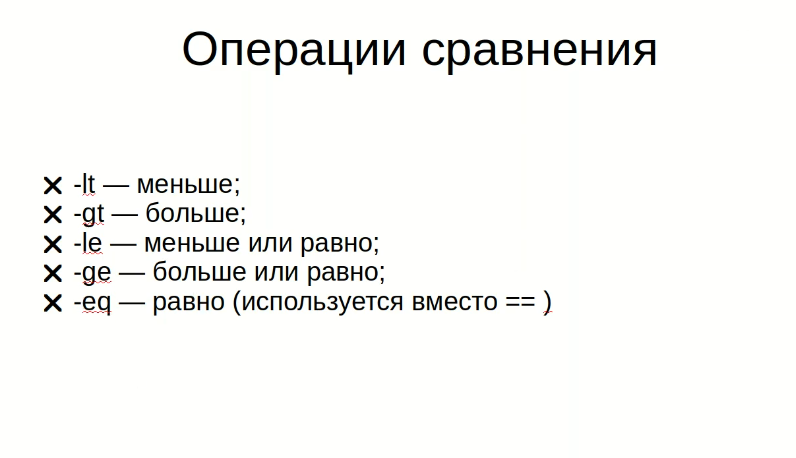 Операции сравнения
-lt — меньше;
-gt — больше;
-le — меньше или равно;
-ge — больше или равно;
-eq — равно (используется вместо == )